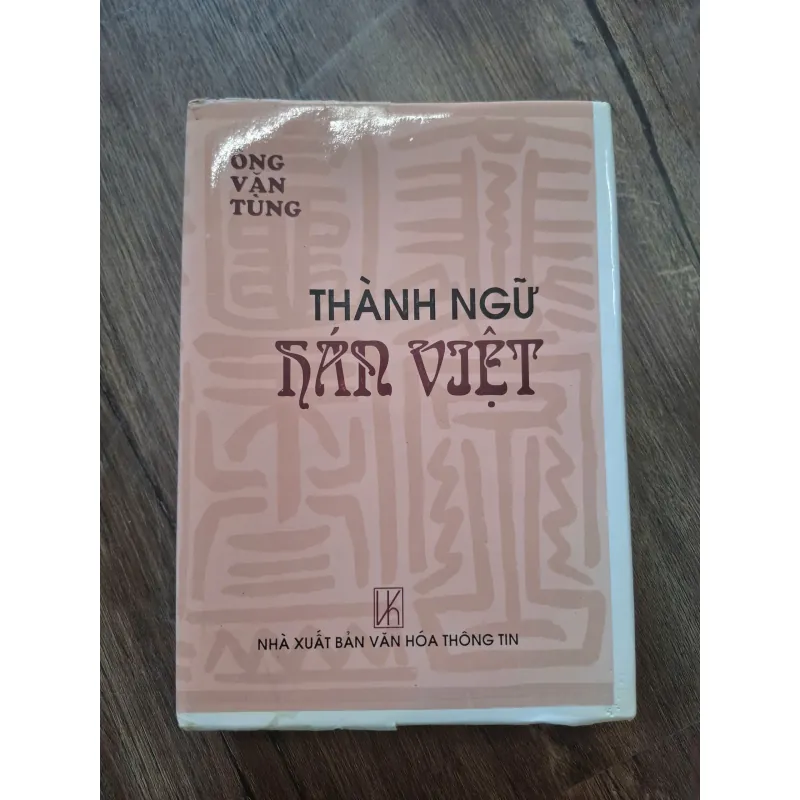 ÔNG
VĂN
TÙNG
THÀNH NGỮ
HÁN VIỆT
NHÀ XUẤT BẢN VĂN HÓA THÔNG TIN